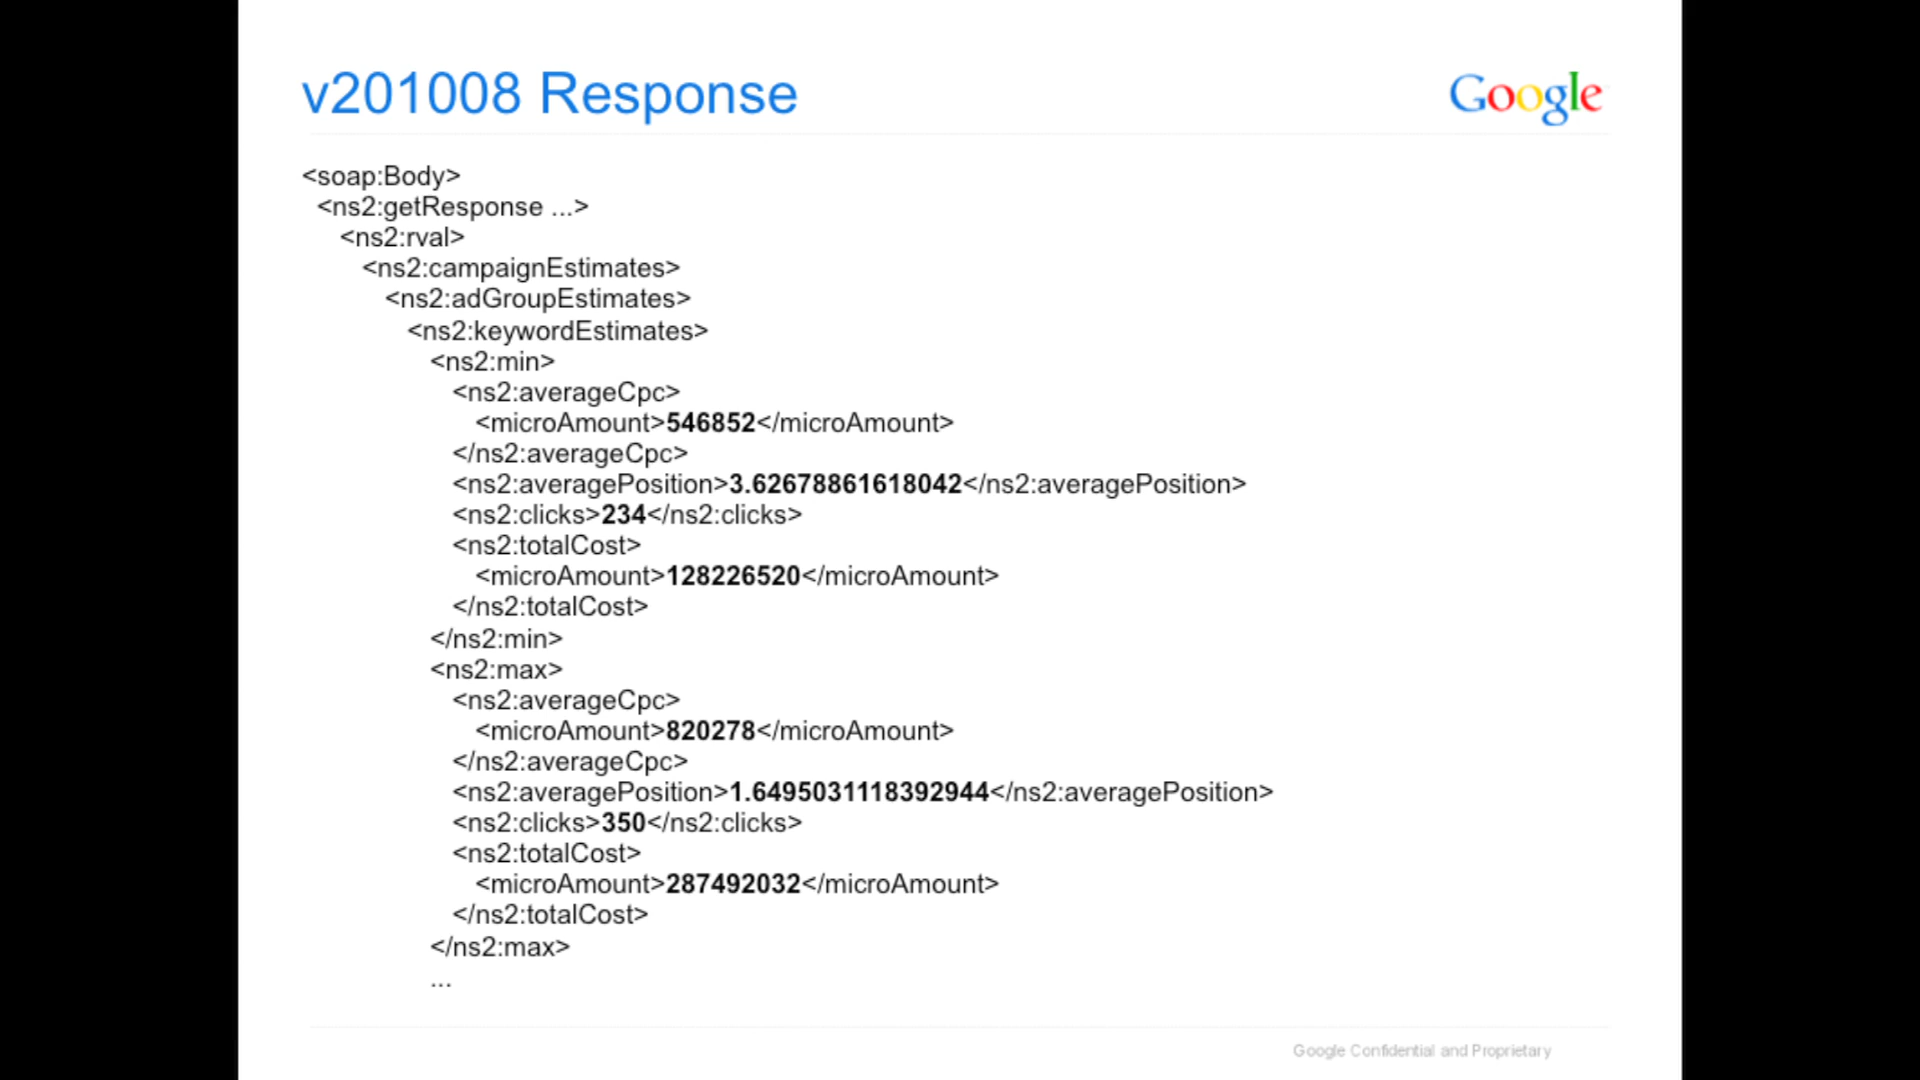 v201008 Response
Google
<soap:Body>
<ns2:getResponse ...>
<ns2:rval>
<ns2:campaignEstimates>
<ns2:adGroupEstimates>
<ns2:keywordEstimates>
<ns2:min>
<ns2:averageCpc>
<microAmount>546852</microAmount>
</ns2:averageCpc>
<ns2:averagePosition>3.62678861618042</ns2:averagePosition>
<ns2:clicks>234</ns2:clicks>
<ns2:totalCost>
<microAmount>128226520</microAmount>
</ns2:totalCost>
</ns2:min>
<ns2:max>
<ns2:averageCpc>
<microAmount>820278</microAmount>
</ns2:averageCpc>
<ns2:averagePosition>1.6495031118392944</ns2:averagePosition>
<ns2:clicks>350</ns2:clicks>
<ns2:totalCost>
<microAmount>287492032</microAmount>
</ns2:totalCost>
</ns2:max>
...
Google Confidential and Proprietary